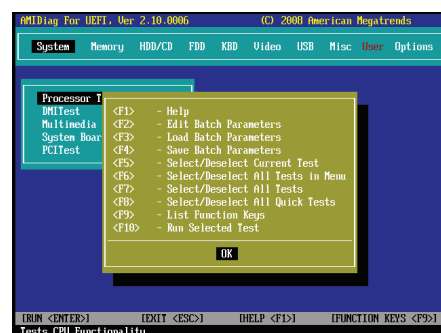 AMIDiag For UEFI, Ver 2.10.0006 (C) 2008 American Megatrends
System Memory HDD/CD FDD KBD Video USB Misc User Options
Processor T
DMITest
Multimedia
System Boar
PCITest
<F1> - Help
<F2> - Edit Batch Parameters
<F3> - Load Batch Parameters
<F4> - Save Batch Parameters
<F5> - Select/Deselect Current Test
<F6> - Select/Deselect All Tests in Menu
<F7> - Select/Deselect All Tests
<F8> - Select/Deselect All Quick Tests
<F9> - List Function Keys
<F10> - Run Selected Test
OK
[RUN <ENTER>] [EXIT <ESC>] [HELP <F1>] [FUNCTION KEYS <F9>]
Tests CPU Functionality